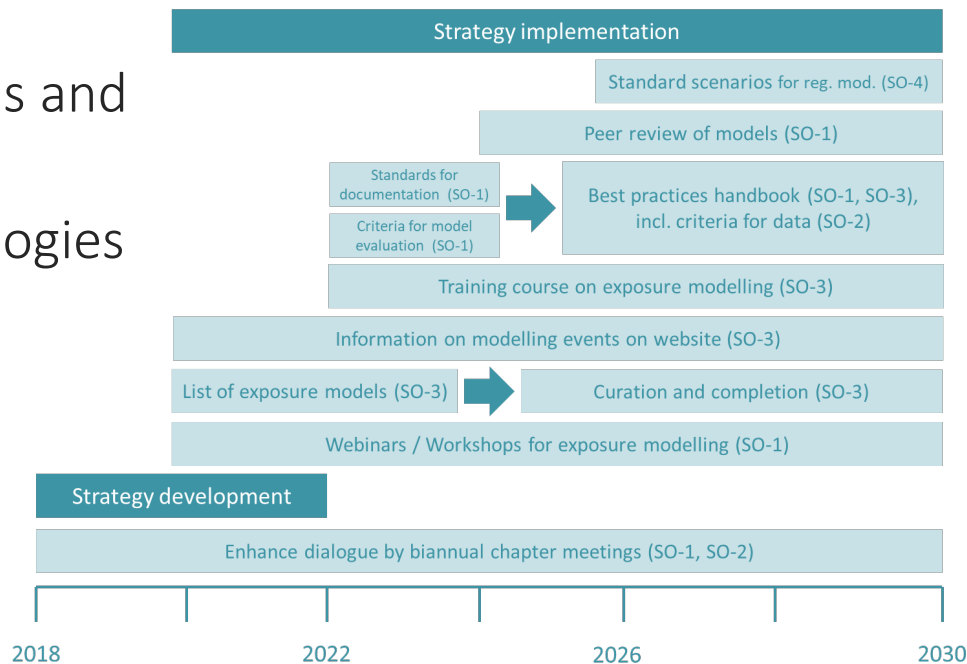 s and
ogies
Strategy implementation
Standard scenarios for reg. mod. (SO-4)
Peer review of models (SO-1)
Standards for
documentation (SO-1)
Criteria for model
evaluation (SO-1)
Best practices handbook (SO-1, SO-3),
incl. criteria for data (SO-2)
Training course on exposure modelling (SO-3)
Information on modelling events on website (SO-3)
List of exposure models (SO-3)
Curation and completion (SO-3)
Webinars / Workshops for exposure modelling (SO-1)
Strategy development
Enhance dialogue by biannual chapter meetings (SO-1, SO-2)
2018
2022
2026
2030